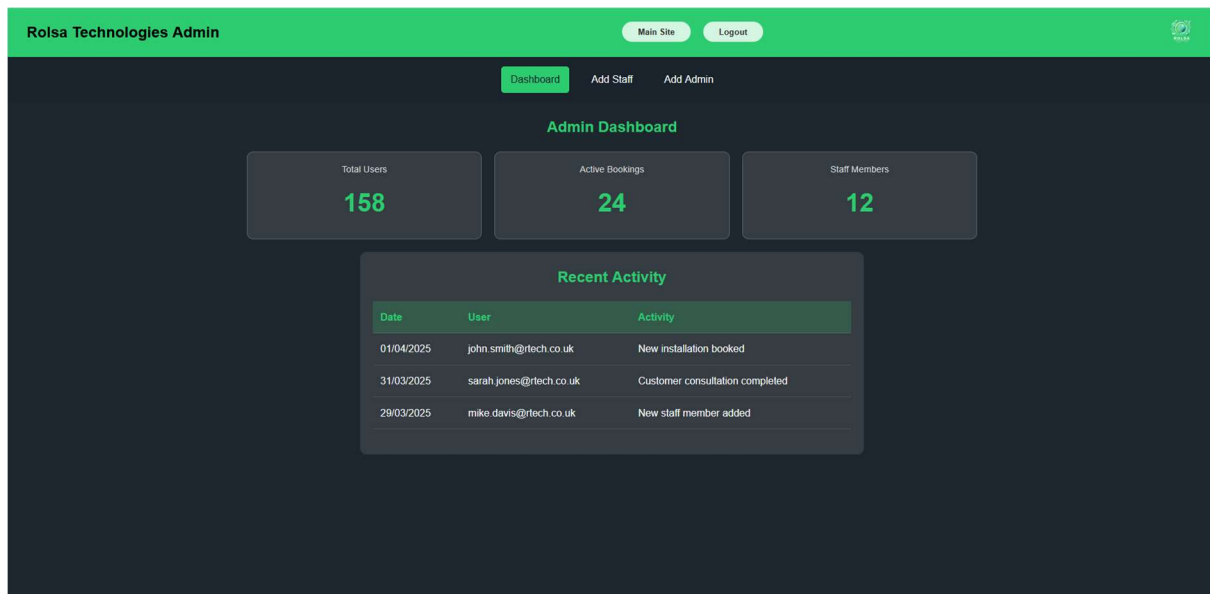 Rolsa Technologies Admin
Main Site
Logout
ROLSA
Dashboard
Add Staff
Add Admin
Admin Dashboard
Total Users
158
Active Bookings
24
Staff Members
12
Recent Activity
Date User Activity
01/04/2025 john.smith@rtech.co.uk New installation booked
31/03/2025 sarah.jones@rtech.co.uk Customer consultation completed
29/03/2025 mike.davis@rtech.co.uk New staff member added